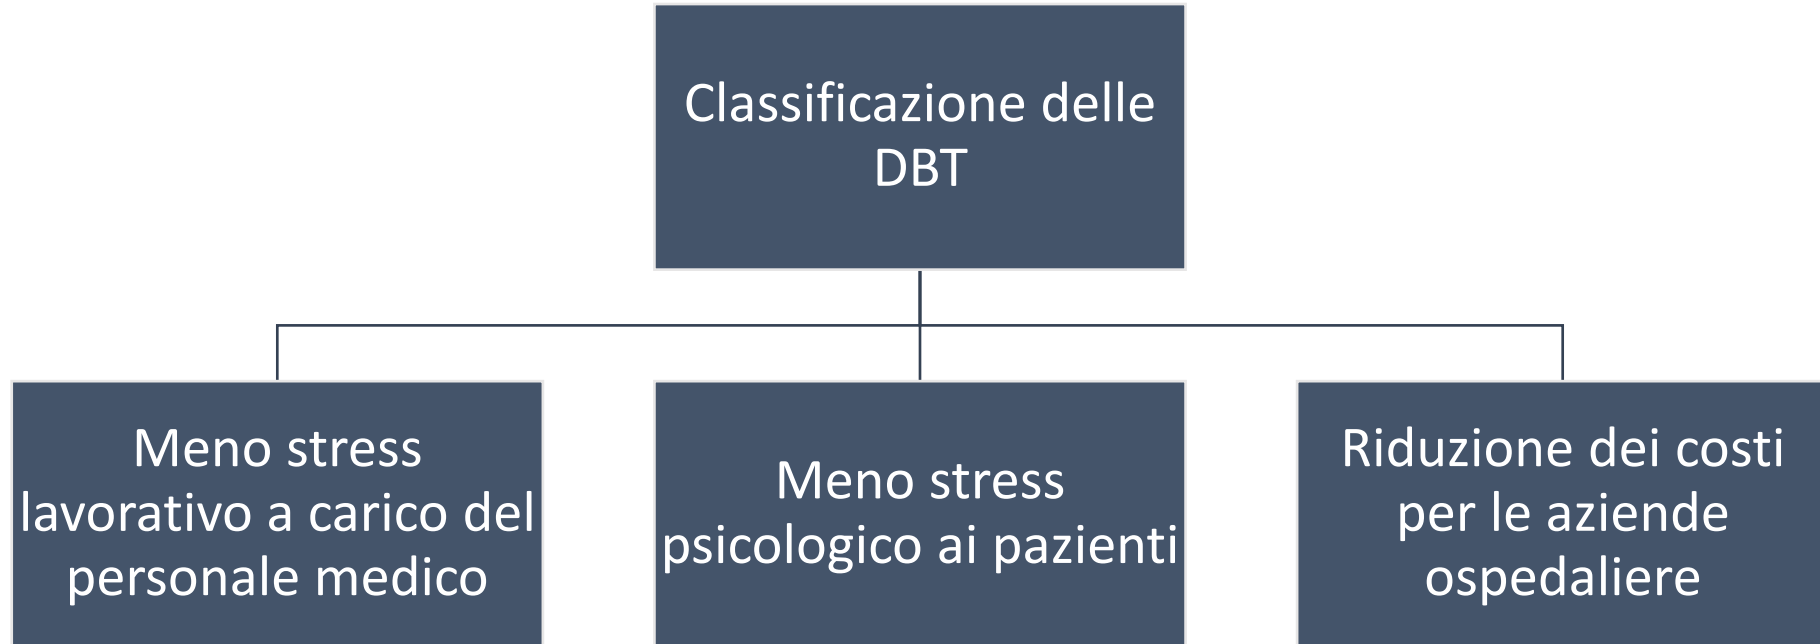 Classificazione delle
DBT
Meno stress
lavorativo a carico del
personale medico
Meno stress
psicologico ai pazienti
Riduzione dei costi
per le aziende
ospedaliere